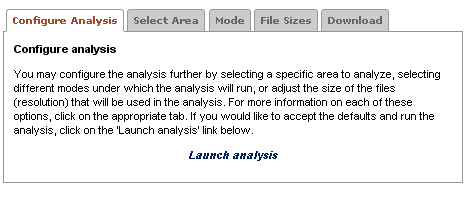 Configure Analysis Select Area Mode File Sizes Download
Configure analysis
You may configure the analysis further by selecting a specific area to analyze, selecting
different modes under which the analysis will run, or adjust the size of the files
(resolution) that will be used in the analysis. For more information on each of these
options, click on the appropriate tab. If you would like to accept the defaults and run the
analysis, click on the 'Launch analysis' link below.
Launch analysis